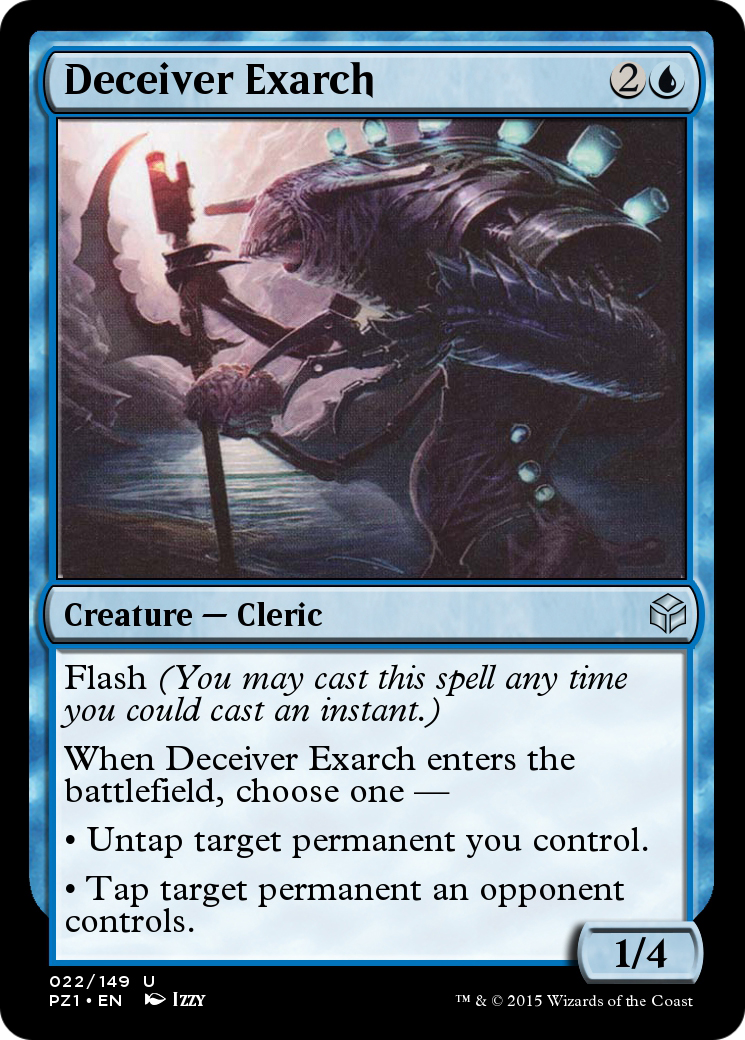 Deceiver Exarch 2
Creature — Cleric
Flash (You may cast this spell any time
you could cast an instant.)
When Deceiver Exarch enters the
battlefield, choose one —
• Untap target permanent you control.
• Tap target permanent an opponent
controls.
1/4
022/149 U
PZ1 • EN Izzy
™ & © 2015 Wizards of the Coast